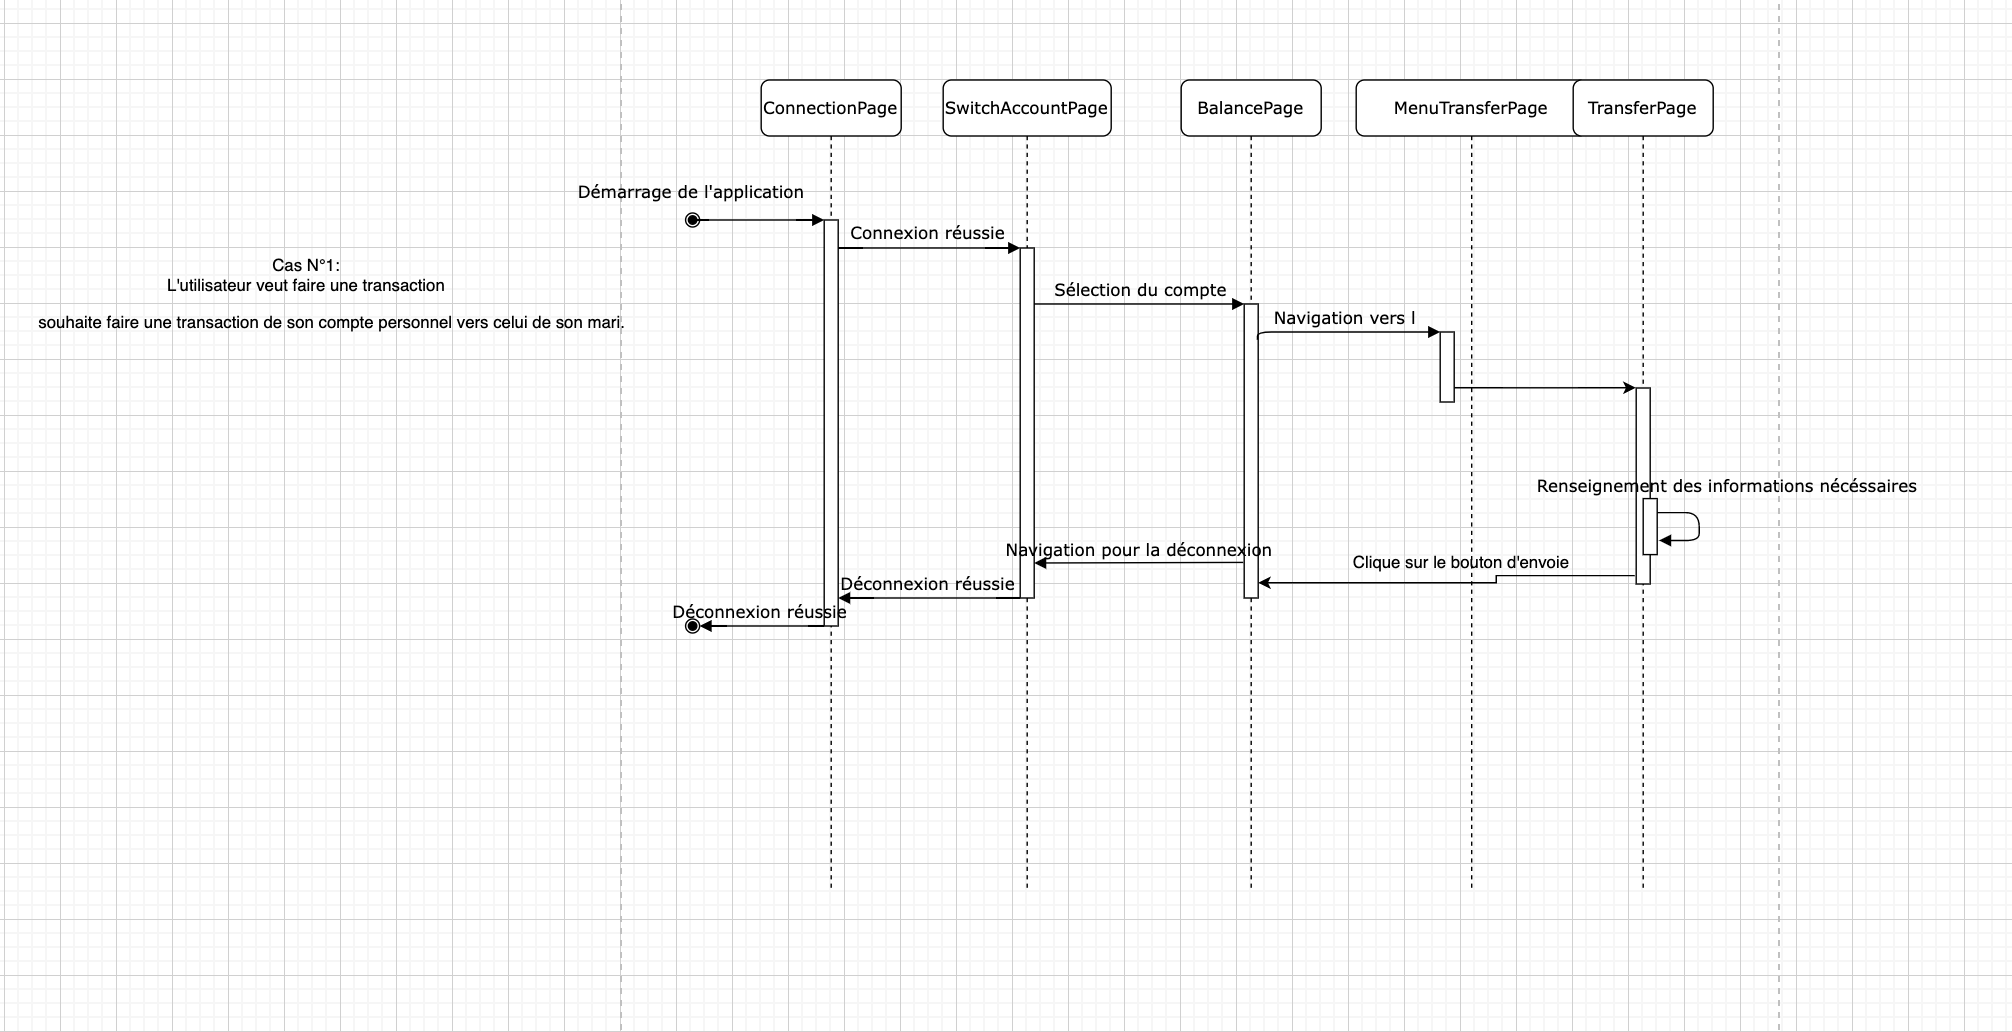 ConnectionPage
SwitchAccountPage
BalancePage
MenuTransferPage
TransferPage
Démarrage de l'application
Connexion réussie
Cas N°1:
L'utilisateur veut faire une transaction
souhaite faire une transaction de son compte personnel vers celui de son mari.
Sélection du compte
Navigation vers l
Renseignement des informations nécéssaires
Navigation pour la déconnexion
Clique sur le bouton d'envoie
Déconnexion réussie
Déconnexion réussie